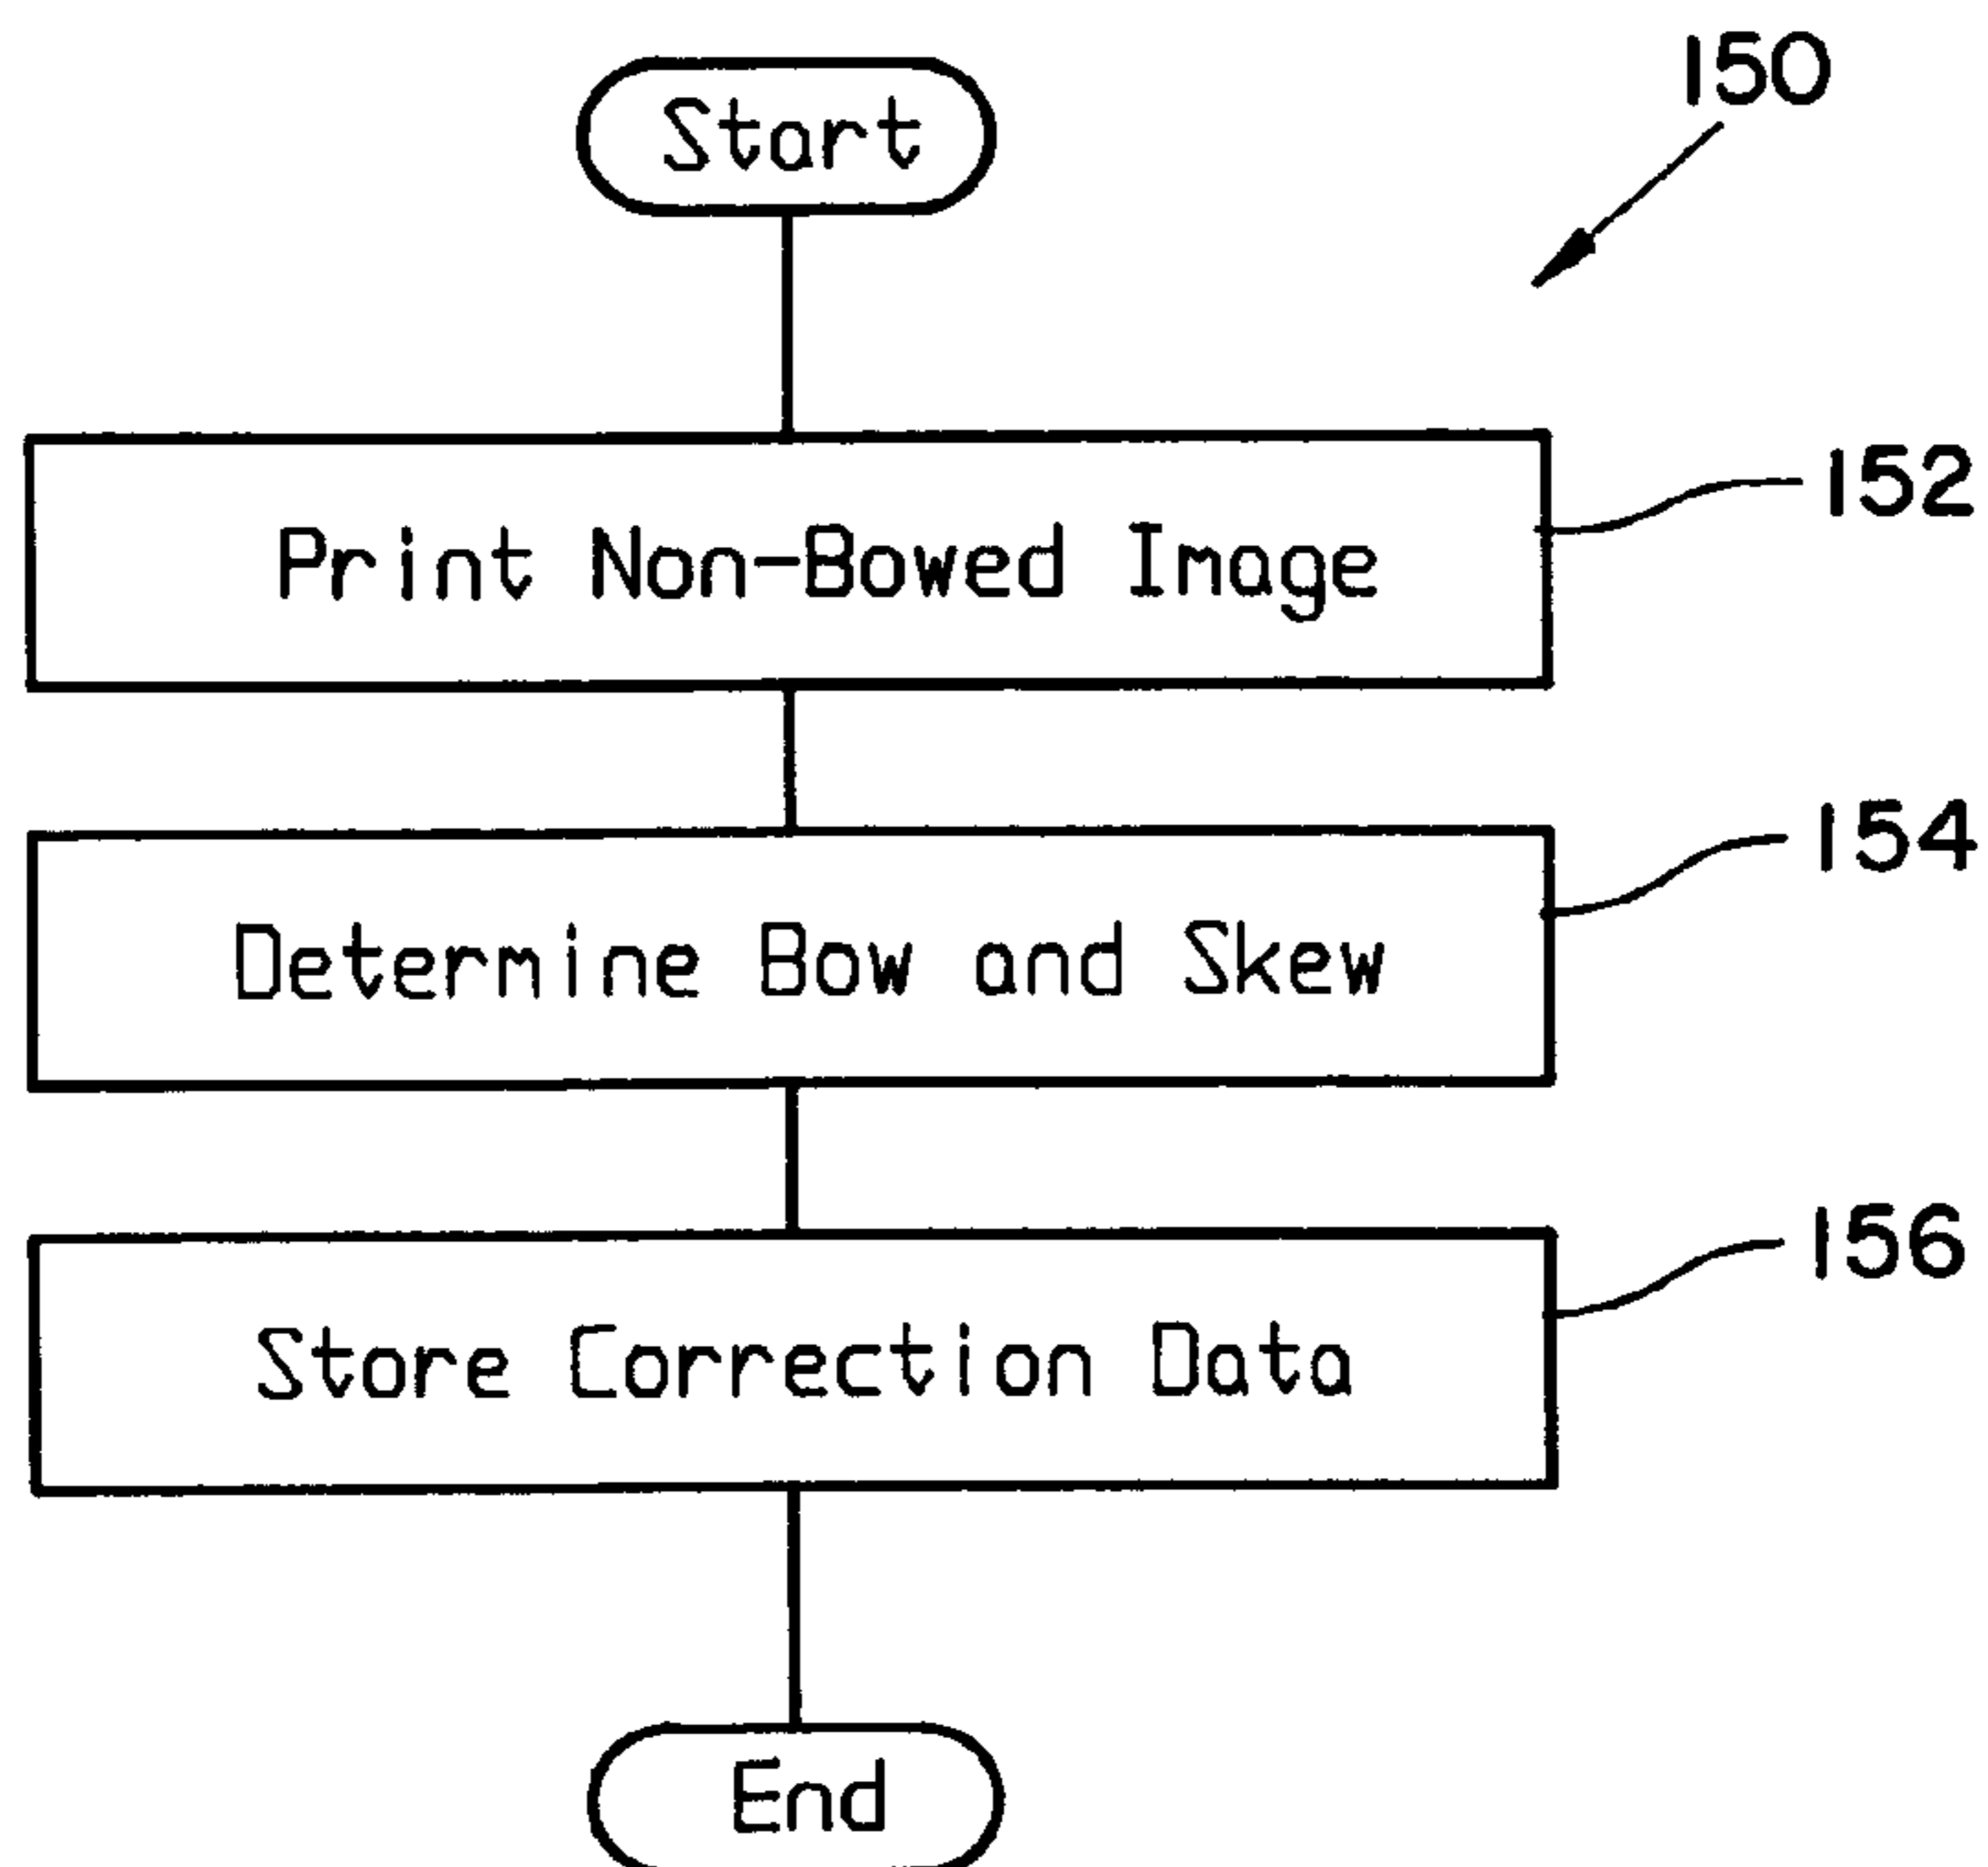 150
Start
152
Print Non-Bowed Image
154
Determine Bow and Skew
156
Store Correction Data
End